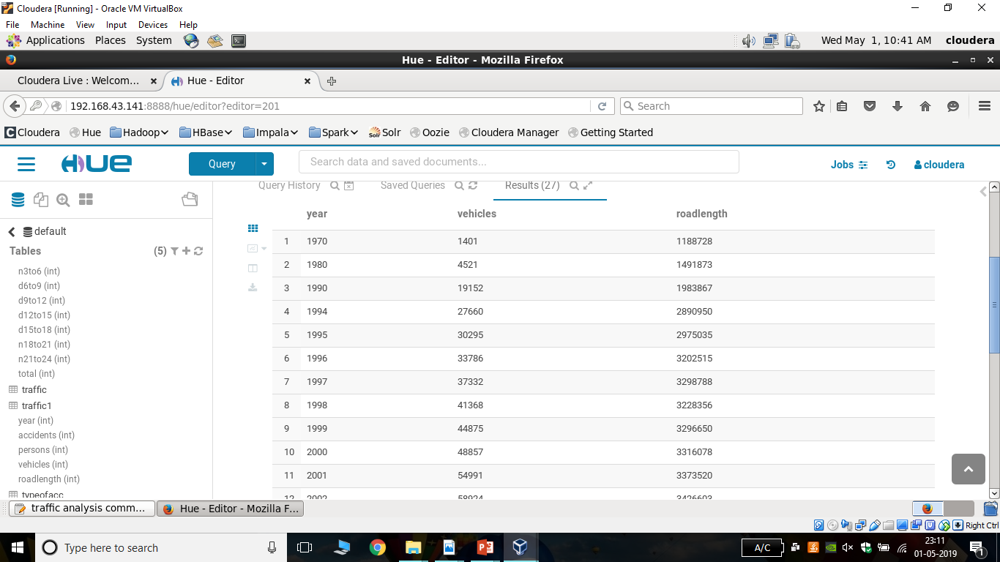 Cloudera [Running] - Oracle VM VirtualBox
File Machine View Input Devices Help
Applications Places System Wed May 1, 10:41 AM cloudera
Hue - Editor - Mozilla Firefox
Cloudera Live : Welcom... Hue - Editor
192.168.43.141:8888/hue/editor?editor=201 Search
Cloudera Hue Hadoop HBase Impala Spark Solr Oozie Cloudera Manager Getting Started
HUE Query Search data and saved documents... Jobs cloudera
Query History Saved Queries Results (27)
default
Tables (5)
n3to6 (int)
d6to9 (int)
d9to12 (int)
d12to15 (int)
d15to18 (int)
n18to21 (int)
n21to24 (int)
total (int)
traffic
traffic1
year (int)
accidents (int)
persons (int)
vehicles (int)
roadlength (int)
typeofacc
year vehicles roadlength
1 1970 1401 1188728
2 1980 4521 1491873
3 1990 19152 1983867
4 1994 27660 2890950
5 1995 30295 2975035
6 1996 33786 3202515
7 1997 37332 3298788
8 1998 41368 3228356
9 1999 44875 3296650
10 2000 48857 3316078
11 2001 54991 3373520
12 2002 58924 3426603
traffic analysis comm... Hue - Editor - Mozilla F...
Right Ctrl
Type here to search A/C 23:11
01-05-2019 1